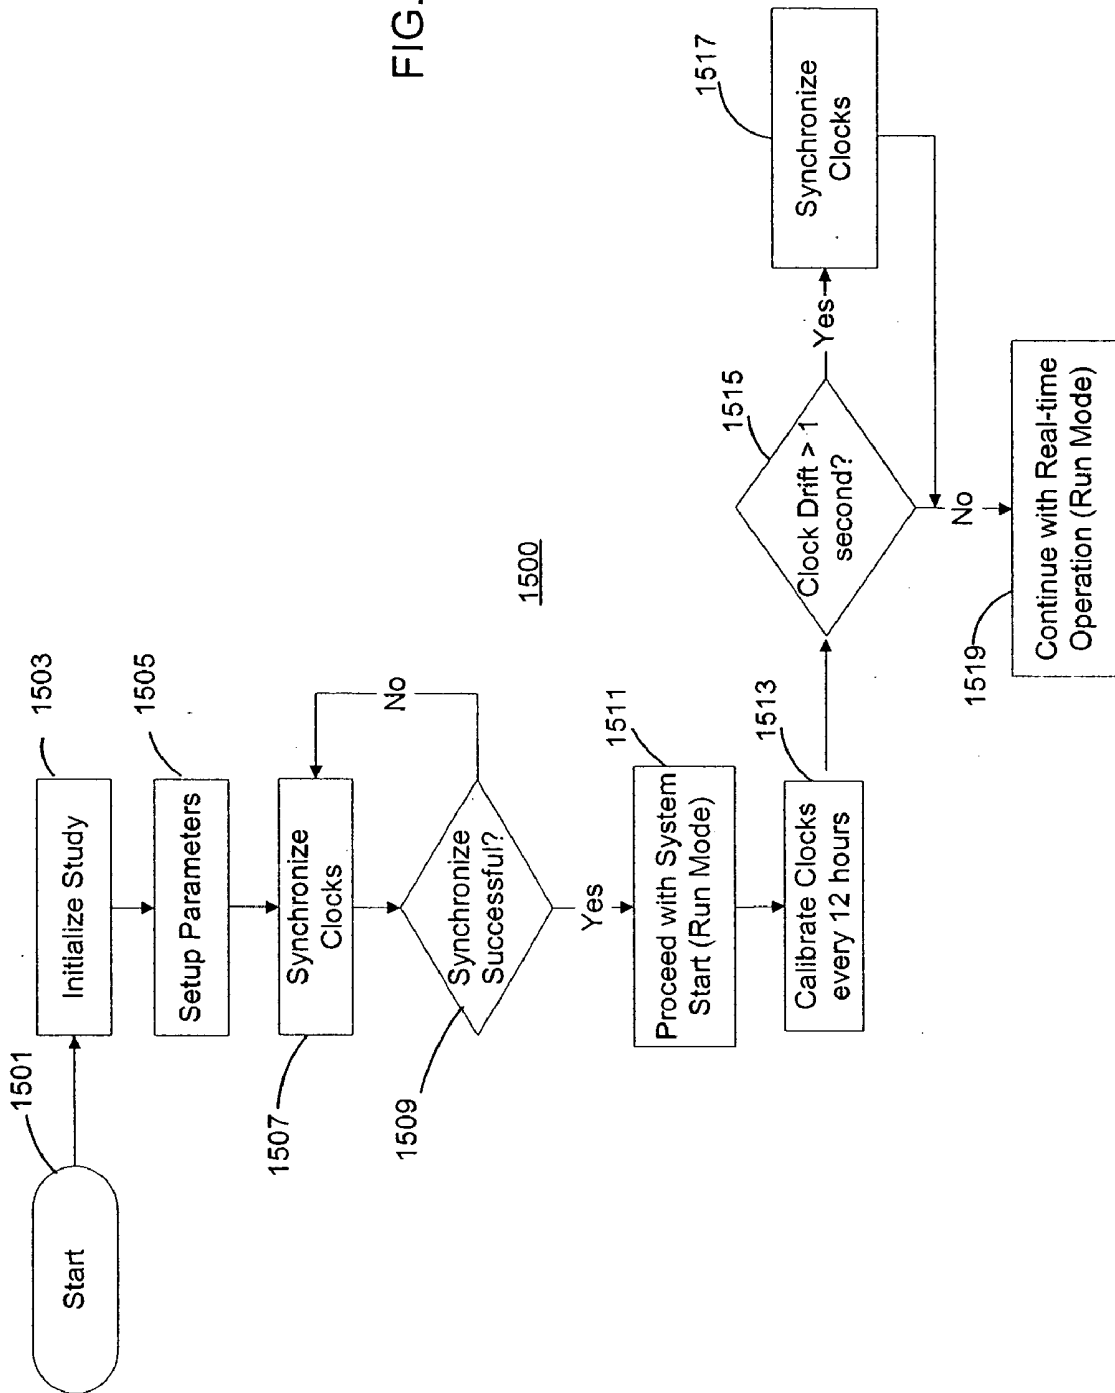 FIG.
1500
1501
Start
1503
Initialize Study
1505
Setup Parameters
1507
Synchronize
Clocks
No
1509
Synchronize
Successful?
Yes
1511
Proceed with System
Start (Run Mode)
1513
Calibrate Clocks
every 12 hours
1515
Clock Drift > 1
second?
Yes
1517
Synchronize
Clocks
No
1519
Continue with Real-time
Operation (Run Mode)